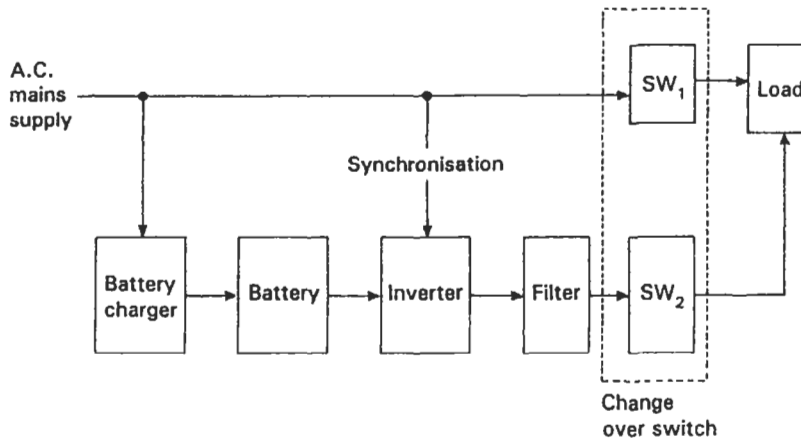 A.C.
mains
supply
SW₁
Load
Synchronisation
Battery
charger
Battery
Inverter
Filter
SW₂
Change
over switch